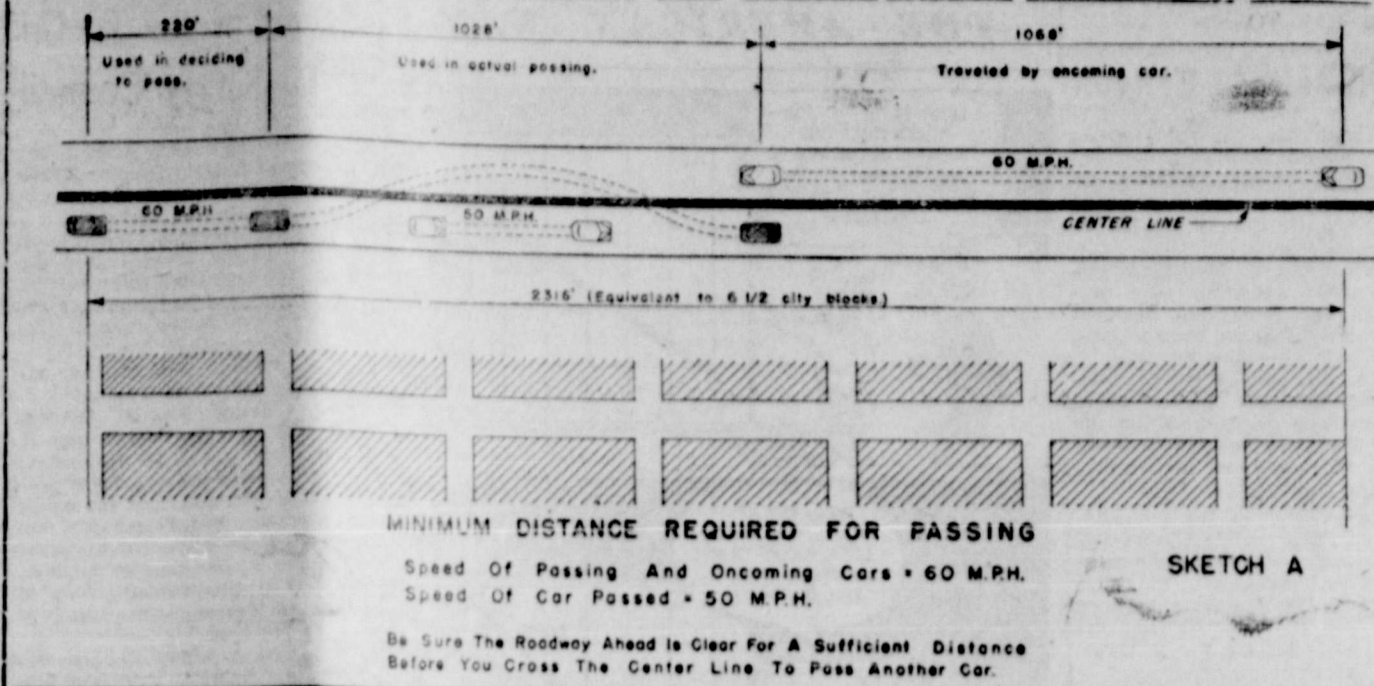 220'
1028'
1068'
Used in deciding
to pass.
Used in actual passing.
Traveled by oncoming car.
60 M.P.H.
60 M.P.H.
50 M.P.H.
CENTER LINE
2316' (Equivalent to 6 1/2 city blocks)
MINIMUM DISTANCE REQUIRED FOR PASSING
Speed Of Passing And Oncoming Cars = 60 M.P.H.
Speed Of Car Passed = 50 M.P.H.
SKETCH A
Be Sure The Roadway Ahead Is Clear For A Sufficient Distance
Before You Cross The Center Line To Pass Another Car.